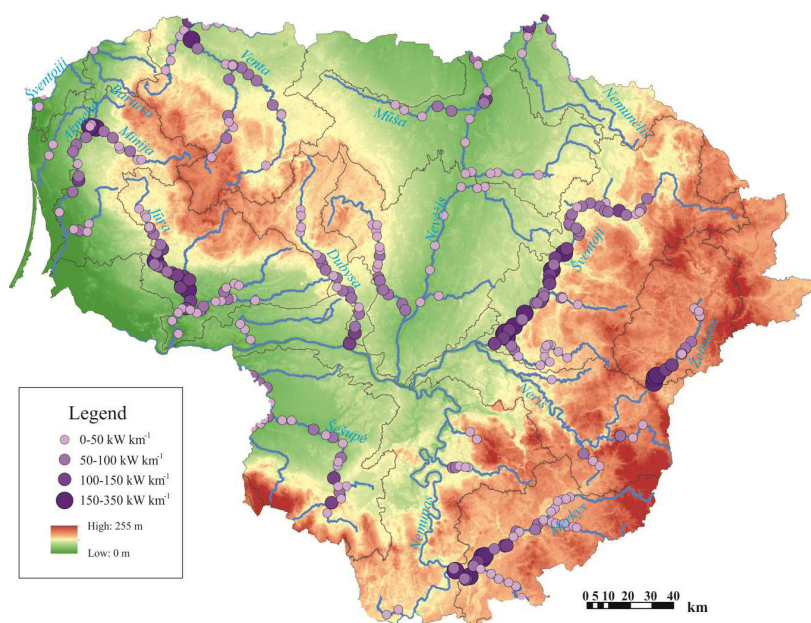 Šventoiji
Bartuva
Akmena
Minija
Venta
Mūša
Nemunėlis
Jūra
Dubysa
Nevėžis
Šventoji
Žeimena
Neris
Šešupė
Nemunas
Merkys
Legend
0-50 kW km-1
50-100 kW km-1
100-150 kW km-1
150-350 kW km-1
High: 255 m
Low: 0 m
0 5 10 20 30 40
km